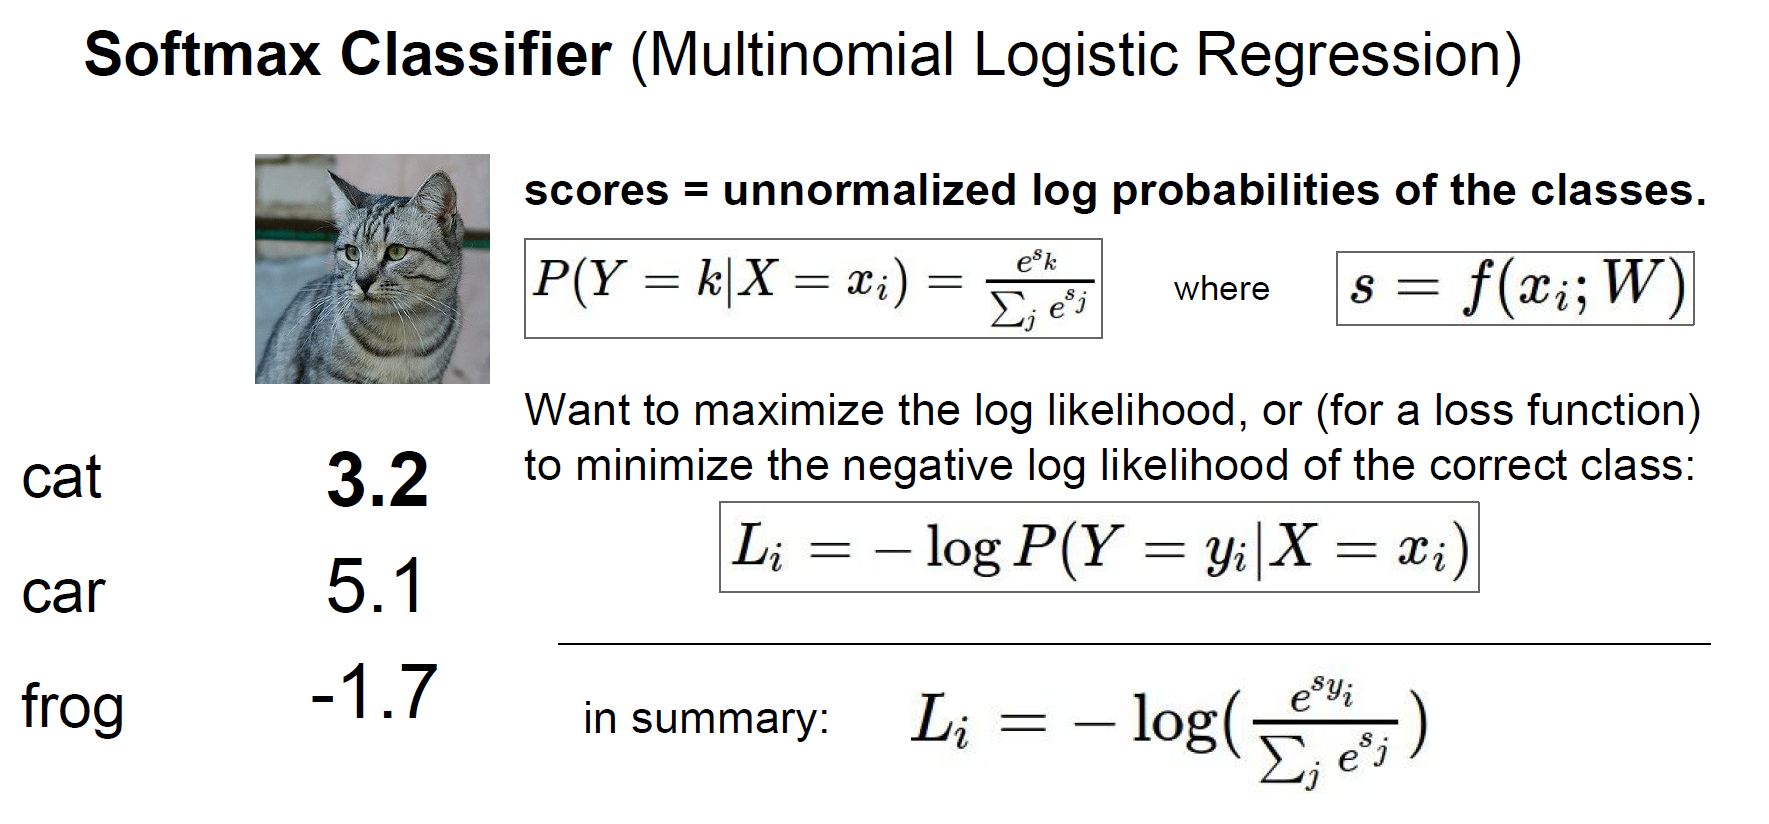 Softmax Classifier (Multinomial Logistic Regression)
scores = unnormalized log probabilities of the classes.
P(Y = k|X = x_i) = \frac{e^{s_k}}{\sum_j e^{s_j}} where s = f(x_i; W)
Want to maximize the log likelihood, or (for a loss function)
to minimize the negative log likelihood of the correct class:
L_i = − log P(Y = y_i|X = x_i)
cat 3.2
car 5.1
frog -1.7
in summary: L_i = − log(\frac{e^{s_{y_i}}}{\sum_j e^{s_j}})